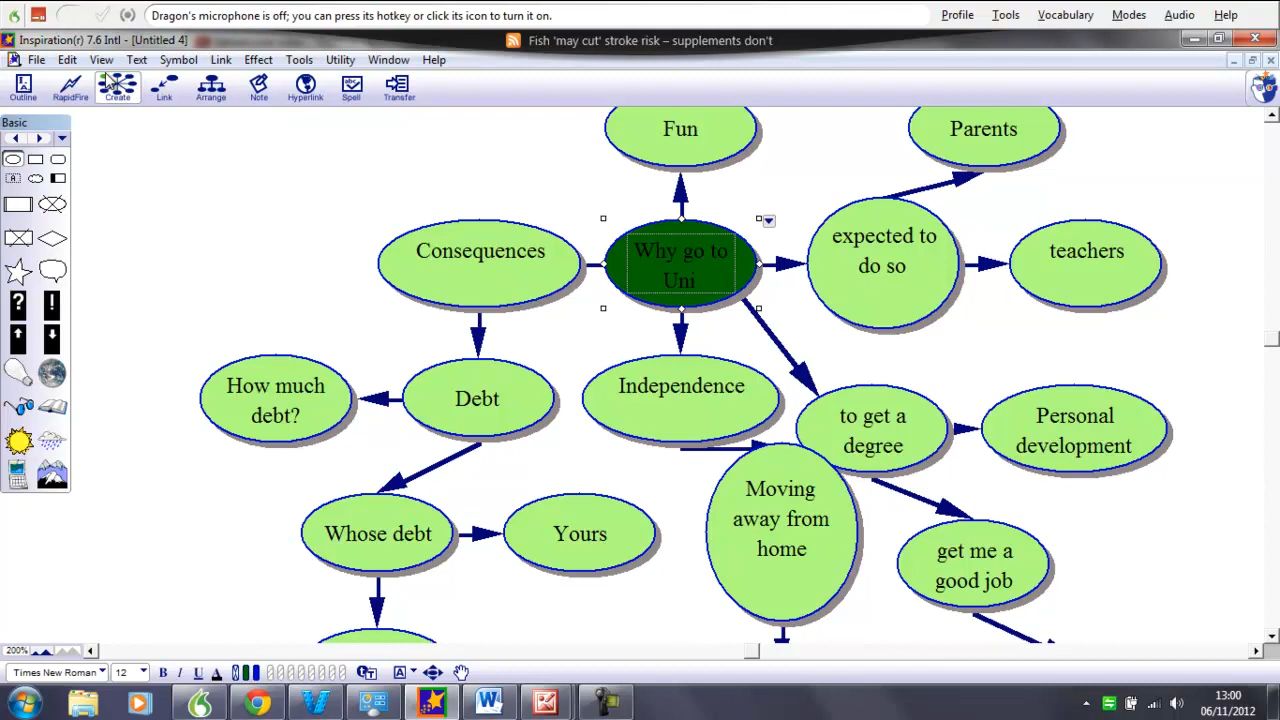 Dragon's microphone is off; you can press its hotkey or click its icon to turn it on.
Profile Tools Vocabulary Modes Audio Help
Inspiration(r) 7.6 Intl - [Untitled 4]
Fish 'may cut' stroke risk – supplements don't
File Edit View Text Symbol Link Effect Tools Utility Window Help
Outline RapidFire Create Link Arrange Note Hyperlink Spell Transfer
Basic
Fun
Parents
Consequences
Why go to
Uni
expected to
do so
teachers
How much
debt?
Debt
Independence
to get a
degree
Personal
development
Whose debt
Yours
Moving
away from
home
get me a
good job
200%
Times New Roman 12 B I U A A
13:00
06/11/2012